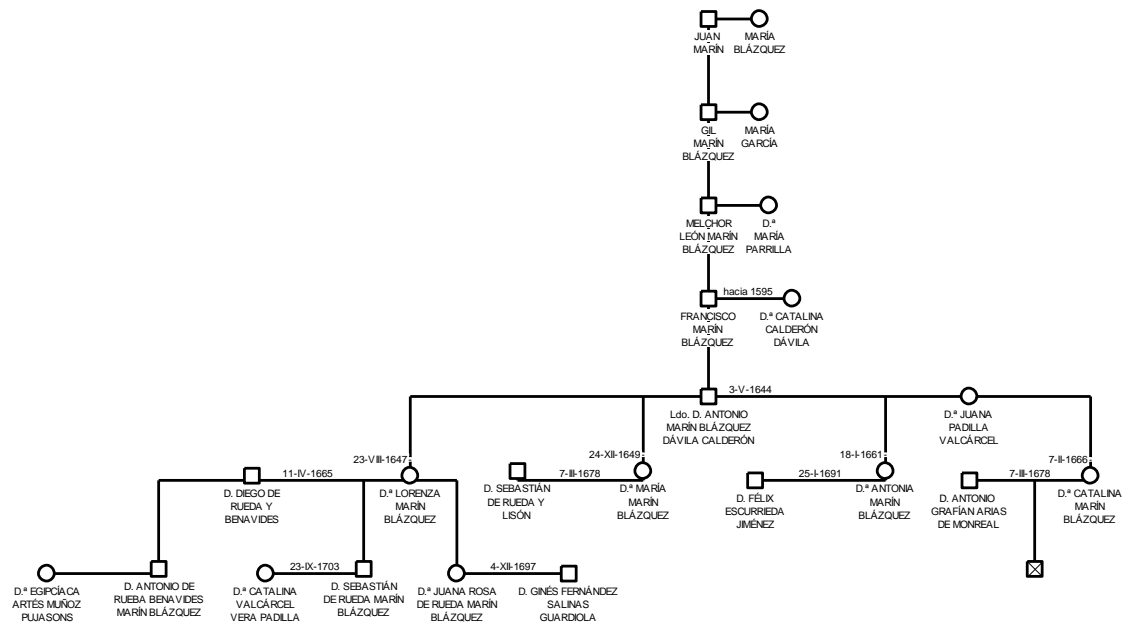 JUAN
MARÍN
MARÍA
BLÁZQUEZ
GIL
MARÍN
BLÁZQUEZ
MARÍA
GARCÍA
MELCHOR
LEÓN MARÍN
BLÁZQUEZ
D.ª
MARÍA
PARRILLA
hacia 1595
FRANCISCO
MARÍN
BLÁZQUEZ
D.ª CATALINA
CALDERÓN
DÁVILA
3-V-1644
Ldo. D. ANTONIO
MARÍN BLÁZQUEZ
DÁVILA CALDERÓN
D.ª JUANA
PADILLA
VALCÁRCEL
23-VIII-1647-
24-XII-1649-
18-I-1661-
7-II-1666-
11-IV-1665
7-III-1678
25-I-1691
7-III-1678
D. DIEGO DE
RUEDA Y
BENAVIDES
D.ª LORENZA
MARÍN
BLÁZQUEZ
D. SEBASTIÁN
DE RUEDA Y
LISÓN
D.ª MARÍA
MARÍN
BLÁZQUEZ
D. FÉLIX
ESCURRIEDA
JIMÉNEZ
D.ª ANTONIA
MARÍN
BLÁZQUEZ
D. ANTONIO
GRAFÍAN ARIAS
DE MONREAL
D.ª CATALINA
MARÍN
BLÁZQUEZ
23-IX-1703
4-XII-1697
D.ª EGIPCÍACA
ARTÉS MUÑOZ
PUJASONS
D. ANTONIO DE
RUEBA BENAVIDES
MARÍN BLÁZQUEZ
D.ª CATALINA
VALCÁRCEL
VERA PADILLA
D. SEBASTIÁN
DE RUEDA MARÍN
BLÁZQUEZ
D.ª JUANA ROSA
DE RUEDA MARÍN
BLÁZQUEZ
D. GINÉS FERNÁNDEZ
SALINAS
GUARDIOLA